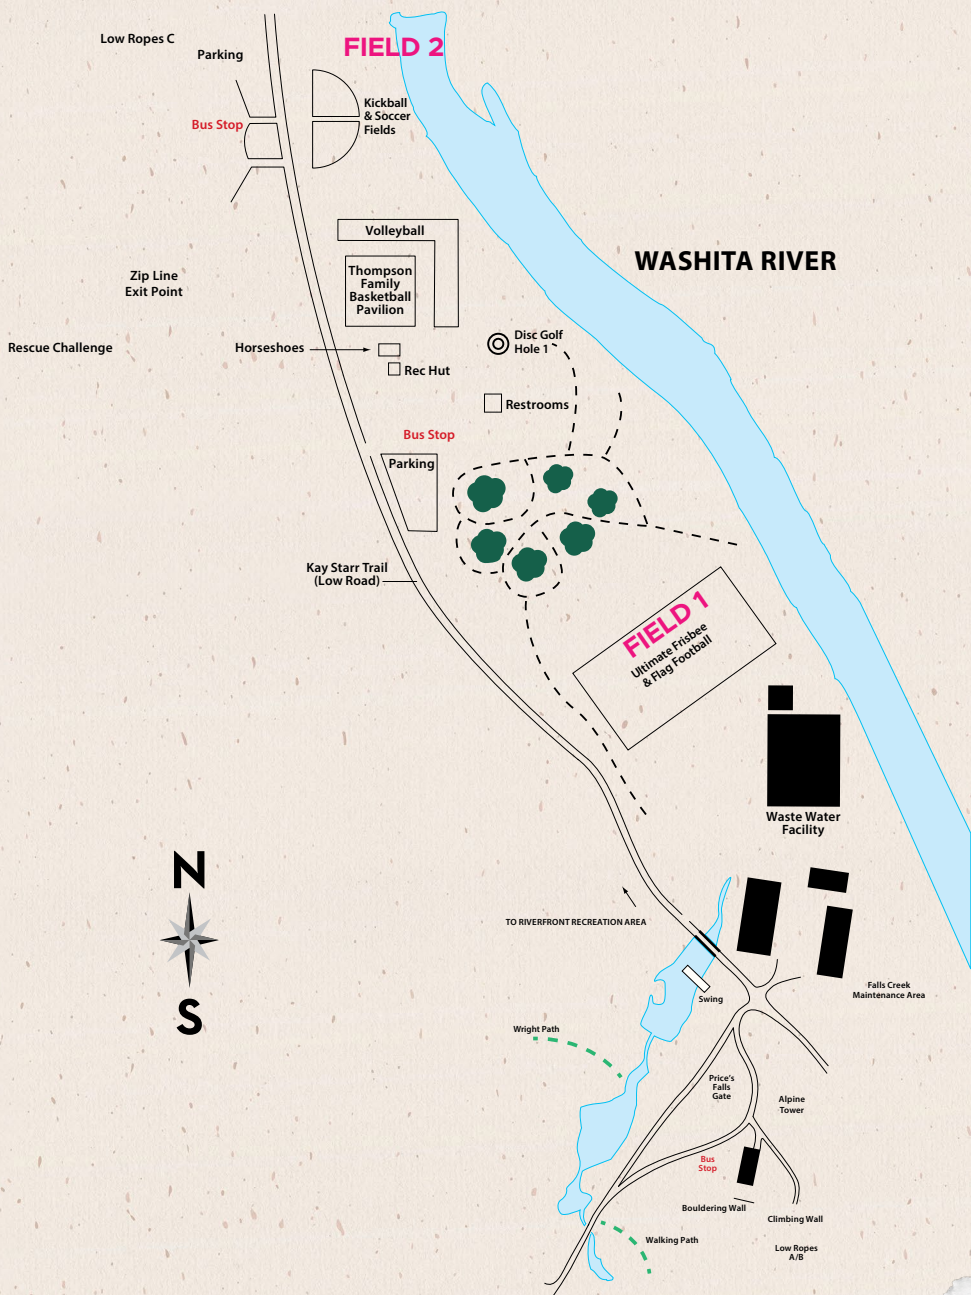 Low Ropes C
FIELD 2
Parking
Kickball
& Soccer
Fields
Bus Stop
Volleyball
WASHITA RIVER
Thompson
Family
Basketball
Pavilion
Zip Line
Exit Point
Disc Golf
Hole 1
Rescue Challenge
Horseshoes
Rec Hut
Restrooms
Bus Stop
Parking
Kay Starr Trail
(Low Road)
FIELD 1
Ultimate Frisbee
& Flag Football
Waste Water
Facility
N
S
TO RIVERFRONT RECREATION AREA
Falls Creek
Maintenance Area
Swing
Wright Path
Price's
Falls
Gate
Alpine
Tower
Bus
Stop
Bouldering Wall
Climbing Wall
Walking Path
Low Ropes
A/B